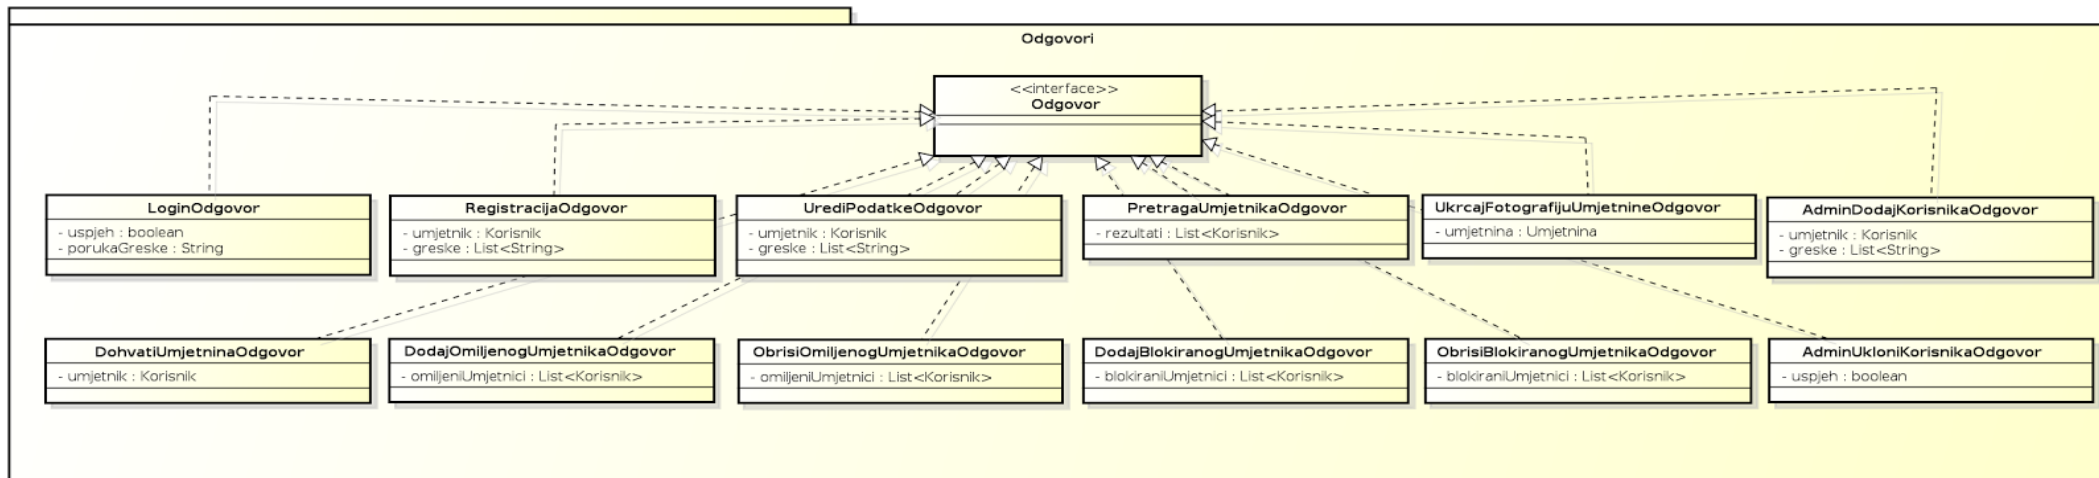 Odgovori
<<interface>>
Odgovor
LoginOdgovor
- uspjeh : boolean
- porukaGreske : String
RegistracijaOdgovor
- umjetnik : Korisnik
- greske : List<String>
UrediPodatkeOdgovor
- umjetnik : Korisnik
- greske : List<String>
PretragaUmjetnikaOdgovor
- rezultati : List<Korisnik>
UkrcajFotografijuUmjetnineOdgovor
- umjetnina : Umjetnina
AdminDodajKorisnikaOdgovor
- umjetnik : Korisnik
- greske : List<String>
DohvatiUmjetninaOdgovor
- umjetnik : Korisnik
DodajOmiljenogUmjetnikaOdgovor
- omiljeniUmjetnici : List<Korisnik>
ObrisiOmiljenogUmjetnikaOdgovor
- omiljeniUmjetnici : List<Korisnik>
DodajBlokiranogUmjetnikaOdgovor
- blokiraniUmjetnici : List<Korisnik>
ObrisiBlokiranogUmjetnikaOdgovor
- blokiraniUmjetnici : List<Korisnik>
AdminUkloniKorisnikaOdgovor
- uspjeh : boolean